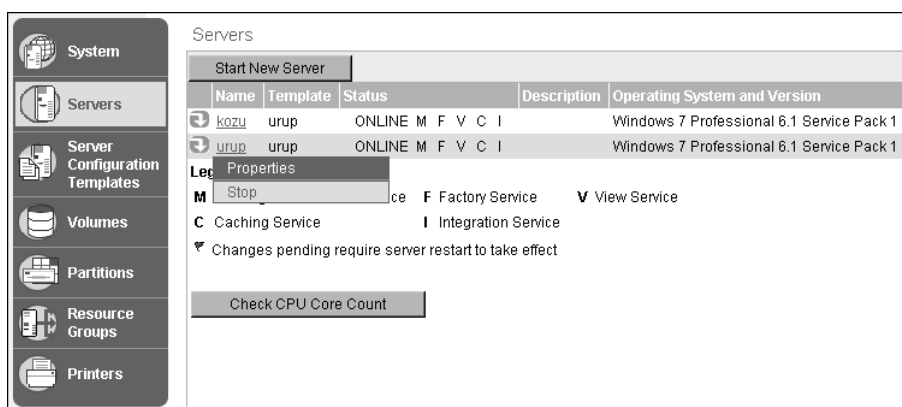 System
Servers
Server
Configuration
Templates
Volumes
Partitions
Resource
Groups
Printers
Servers
Start New Server
Name Template Status Description Operating System and Version
kozu urup ONLINE M F V C I Windows 7 Professional 6.1 Service Pack 1
urup urup ONLINE M F V C I Windows 7 Professional 6.1 Service Pack 1
Properties
Stop
M F Factory Service V View Service
C Caching Service I Integration Service
Changes pending require server restart to take effect
Check CPU Core Count